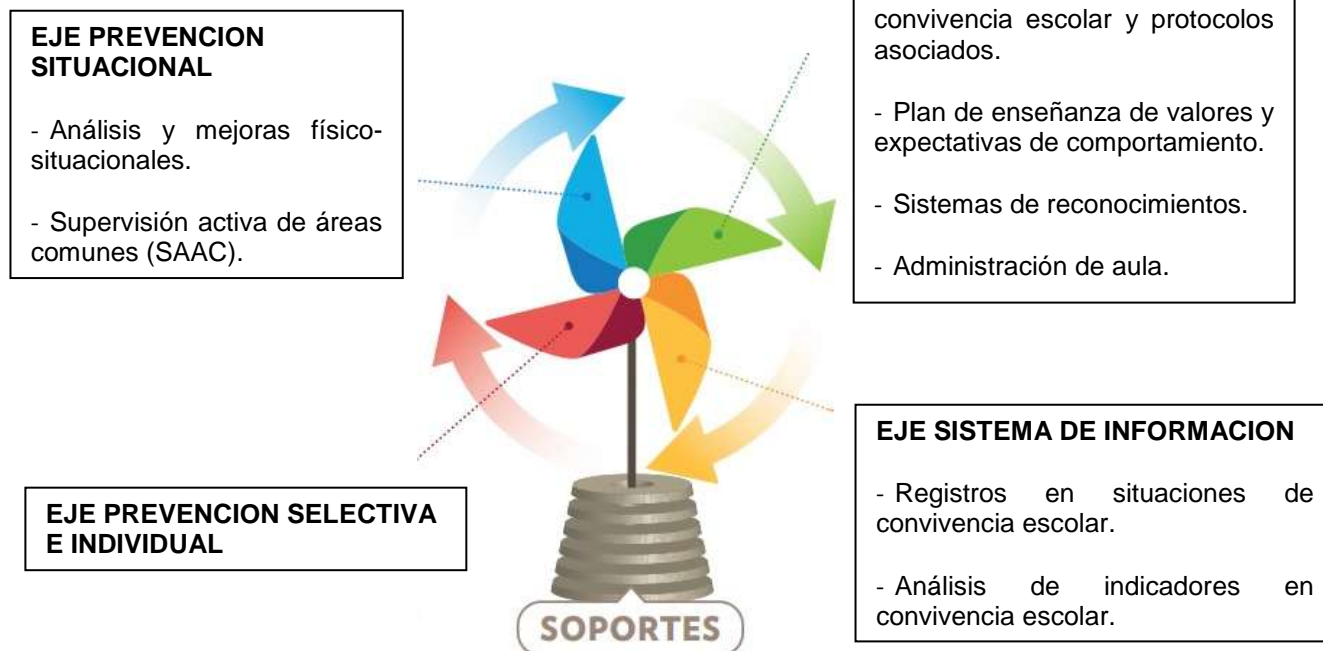 EJE PREVENCION
SITUACIONAL
- Análisis y mejoras físico-
situacionales.
- Supervisión activa de áreas
comunes (SAAC).
convivencia escolar y protocolos
asociados.
- Plan de enseñanza de valores y
expectativas de comportamiento.
- Sistemas de reconocimientos.
- Administración de aula.
EJE PREVENCION SELECTIVA
E INDIVIDUAL
EJE SISTEMA DE INFORMACION
- Registros en situaciones de
convivencia escolar.
- Análisis de indicadores en
convivencia escolar.
SOPORTES